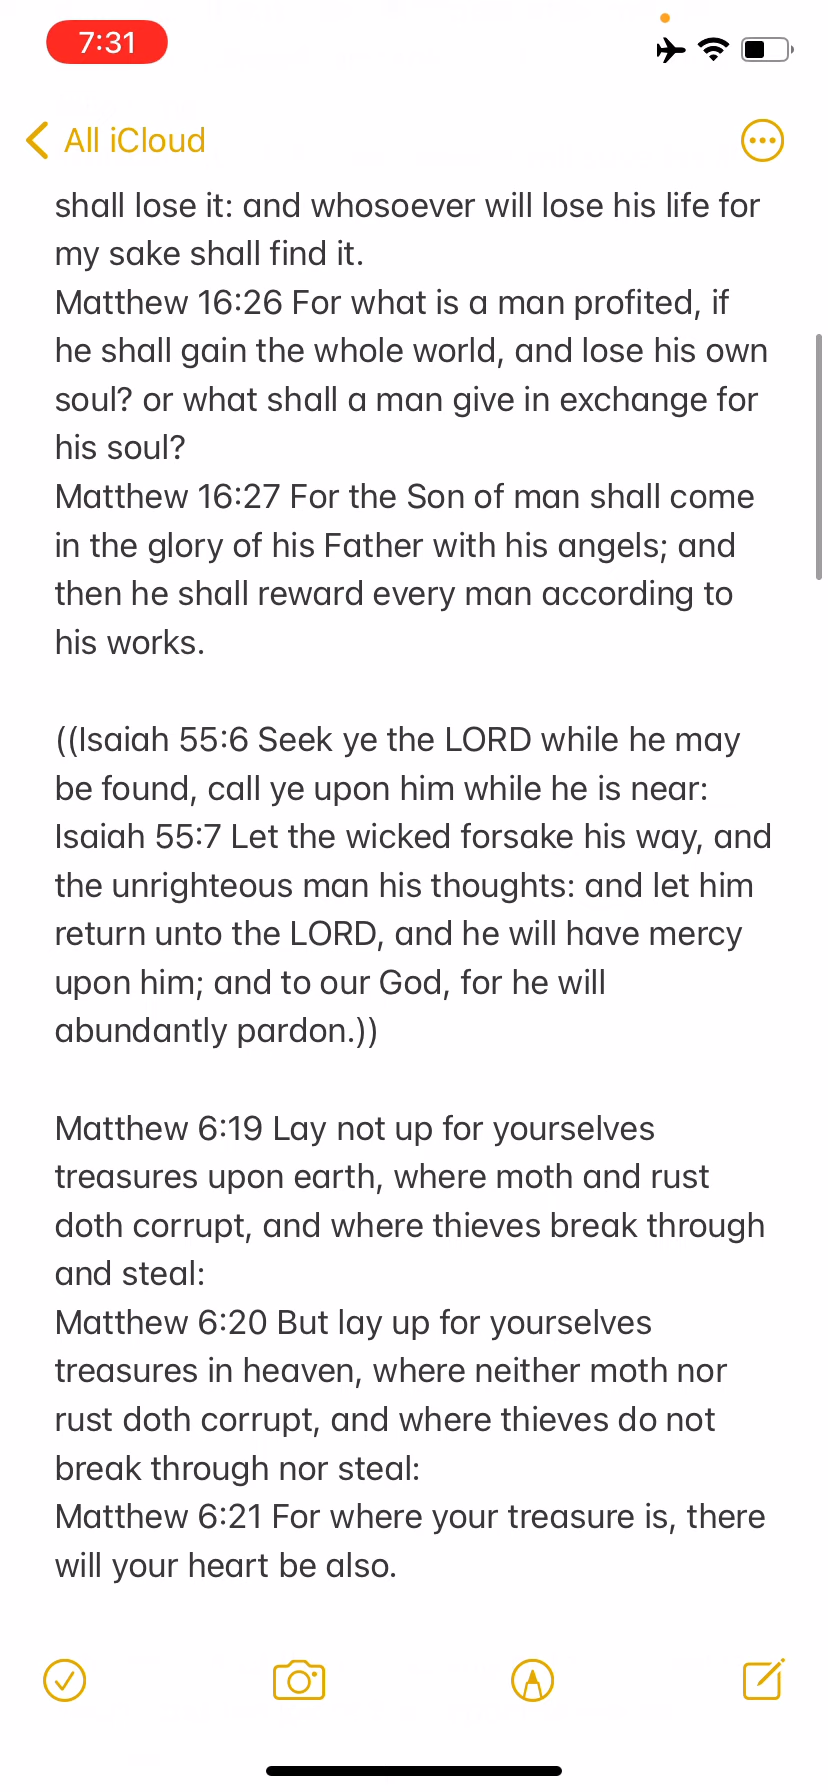 7:31
All iCloud
shall lose it: and whosoever will lose his life for
my sake shall find it.
Matthew 16:26 For what is a man profited, if
he shall gain the whole world, and lose his own
soul? or what shall a man give in exchange for
his soul?
Matthew 16:27 For the Son of man shall come
in the glory of his Father with his angels; and
then he shall reward every man according to
his works.
((Isaiah 55:6 Seek ye the LORD while he may
be found, call ye upon him while he is near:
Isaiah 55:7 Let the wicked forsake his way, and
the unrighteous man his thoughts: and let him
return unto the LORD, and he will have mercy
upon him; and to our God, for he will
abundantly pardon.))
Matthew 6:19 Lay not up for yourselves
treasures upon earth, where moth and rust
doth corrupt, and where thieves break through
and steal:
Matthew 6:20 But lay up for yourselves
treasures in heaven, where neither moth nor
rust doth corrupt, and where thieves do not
break through nor steal:
Matthew 6:21 For where your treasure is, there
will your heart be also.